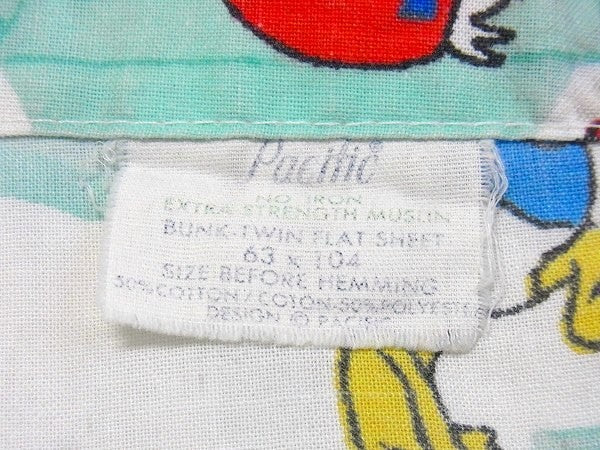 Pacific
NO IRON
EXTRA STRENGTH MUSLIN
BUNK-TWIN FLAT SHEET
63 x 104
SIZE BEFORE HEMMING
50% COTTON/COTON-50% POLYESTER
DESIGN © PACIFIC